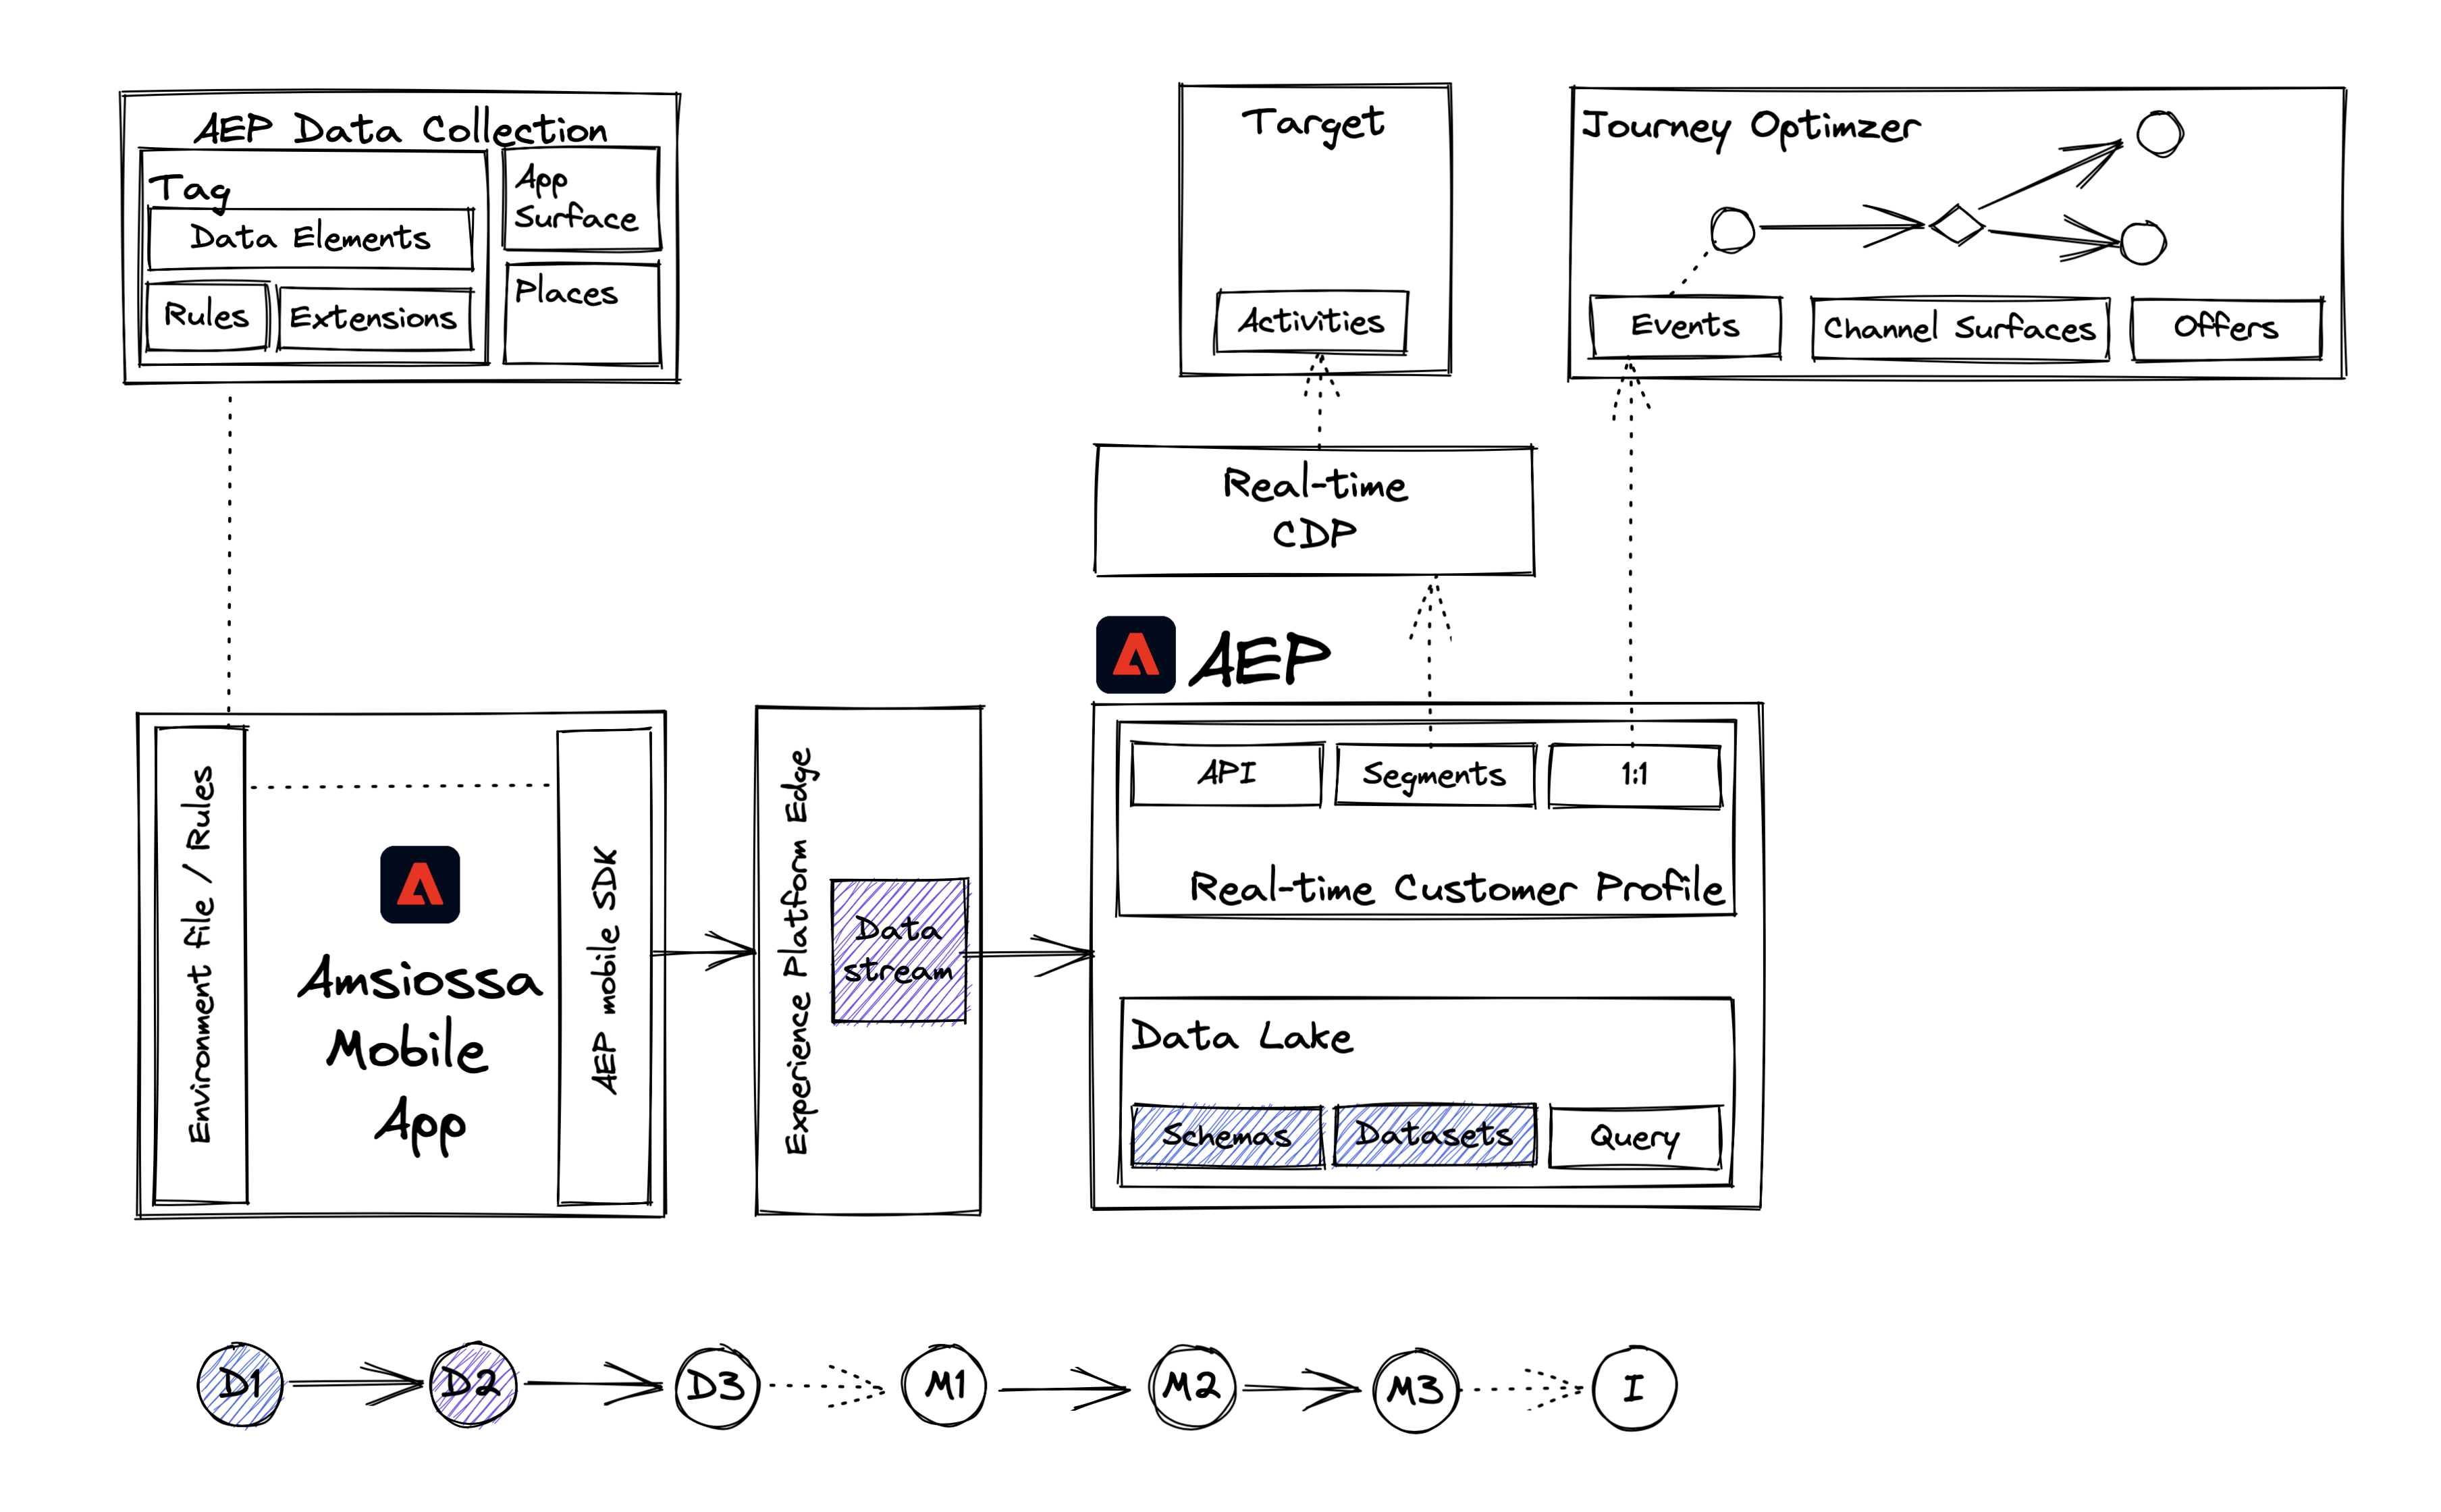 AEP Data Collection
Tag
Data Elements
Rules
Extensions
App
Surface
Places
Target
Activities
Journey Optimzer
Events
Channel Surfaces
Offers
Real-time
CDP
AEP
Environment file / Rules
Amsiossa
Mobile
App
AEP mobile SDK
Experience Platform Edge
Data
stream
API
Segments
1:1
Real-time Customer Profile
Data Lake
Schemas
Datasets
Query
D1
D2
D3
M1
M2
M3
I